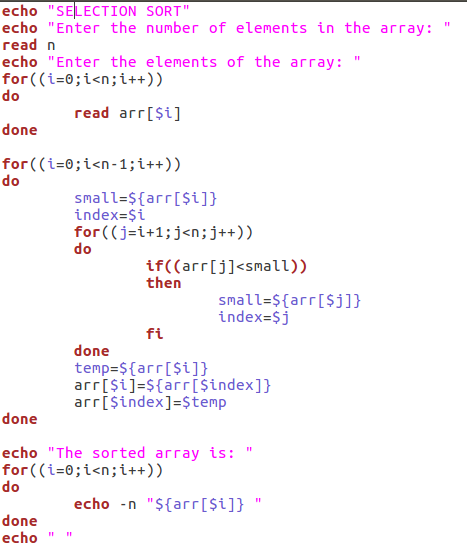 echo "SELECTION SORT"
echo "Enter the number of elements in the array: "
read n
echo "Enter the elements of the array: "
for((i=0;i<n;i++))
do
        read arr[$i]
done

for((i=0;i<n-1;i++))
do
        small=${arr[$i]}
        index=$i
        for((j=i+1;j<n;j++))
        do
                if((arr[j]<small))
                then
                        small=${arr[$j]}
                        index=$j
                fi
        done
        temp=${arr[$i]}
        arr[$i]=${arr[$index]}
        arr[$index]=$temp
done

echo "The sorted array is: "
for((i=0;i<n;i++))
do
        echo -n "${arr[$i]} "
done
echo " "